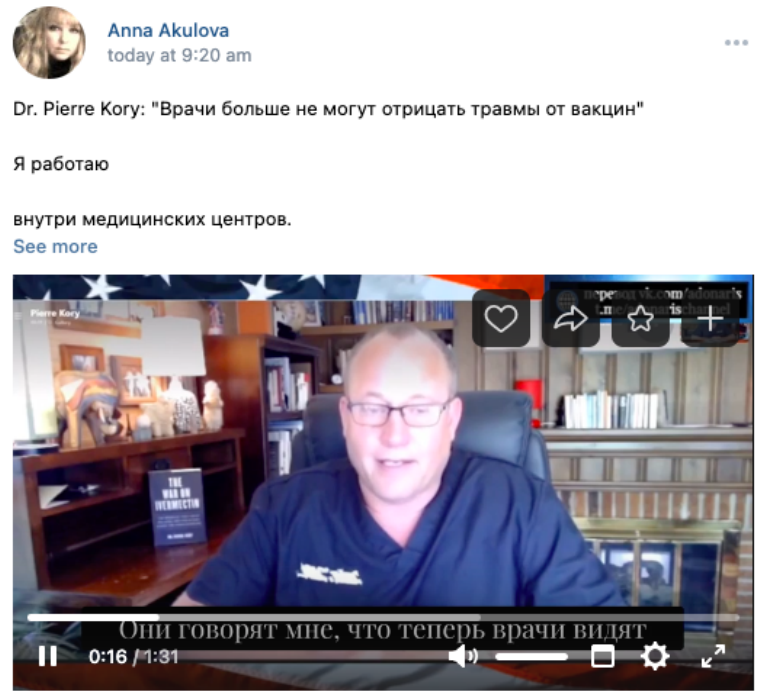 Anna Akulova
today at 9:20 am
Dr. Pierre Kory: "Врачи больше не могут отрицать травмы от вакцин"
Я работаю
внутри медицинских центров.
See more
перевод vk.com/adonaris
Pierre Kory
THE
WAR ON
IVERMECTIN
Они говорят мне, что теперь врачи видят
0:16 / 1:31